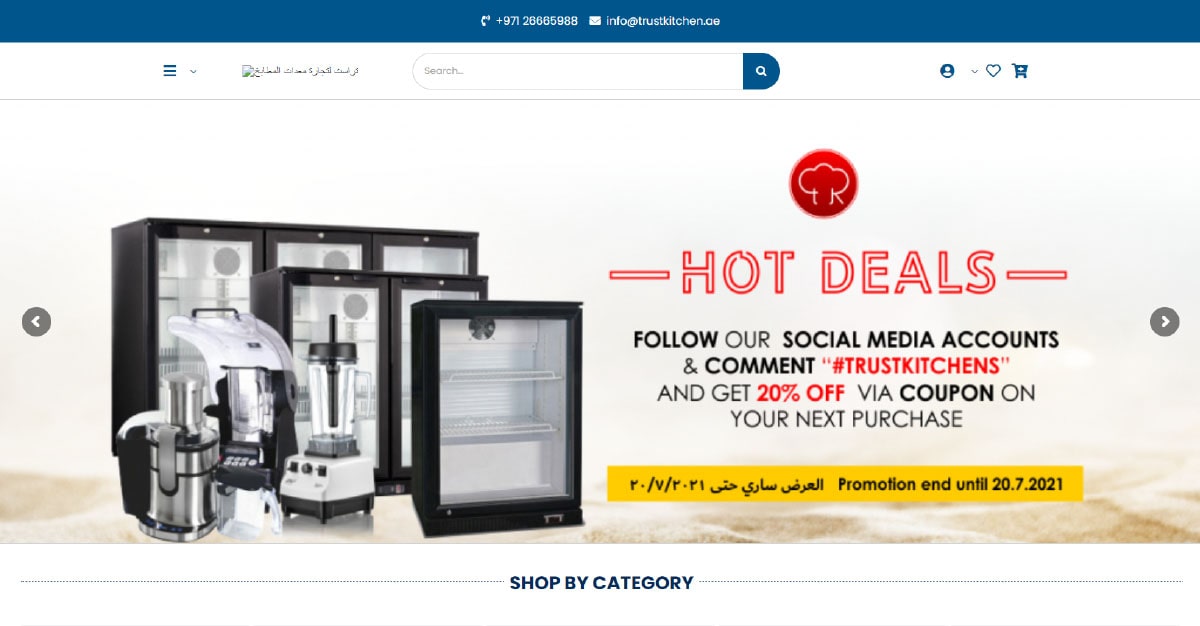 +971 26665988 info@trustkitchen.ae
تراست لتجارة معدات المطابخ
Search...
tK
HOT DEALS
FOLLOW OUR SOCIAL MEDIA ACCOUNTS
& COMMENT “#TRUSTKITCHENS”
AND GET 20% OFF VIA COUPON ON
YOUR NEXT PURCHASE
العرض ساري حتى ٢٠/٧/٢٠٢١ Promotion end until 20.7.2021
SHOP BY CATEGORY